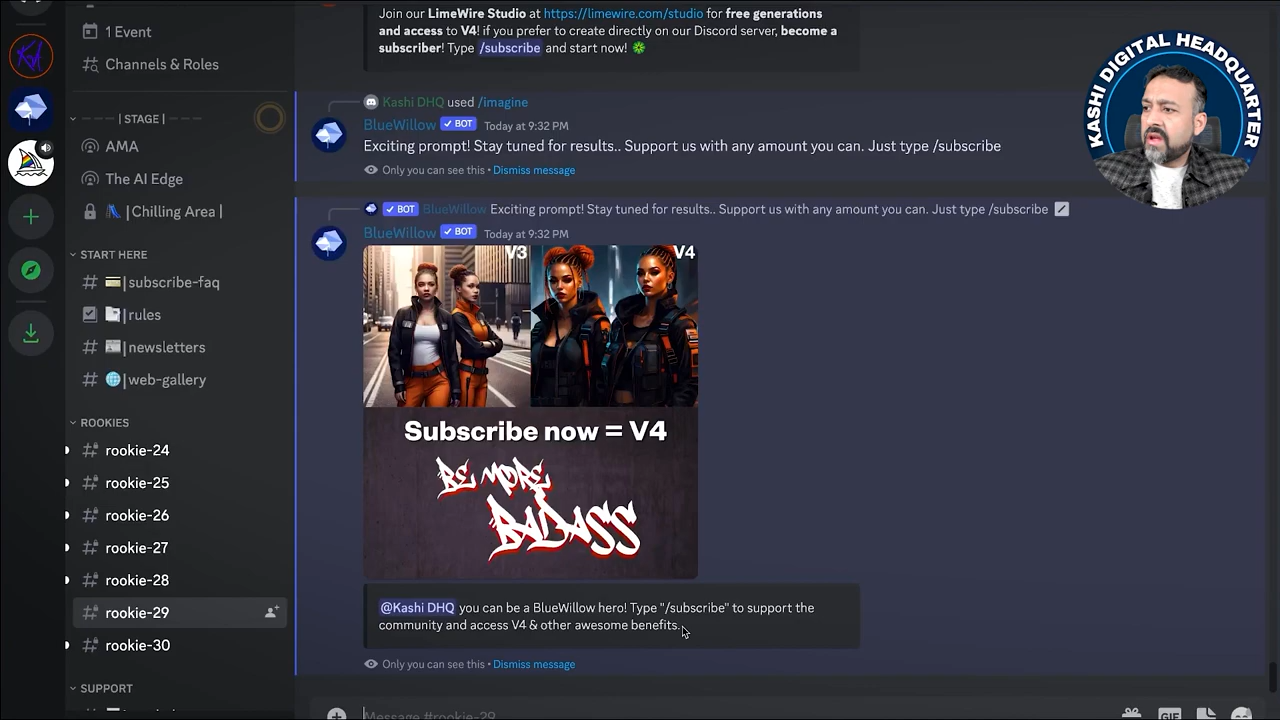 1 Event
Channels & Roles
---- | STAGE | ----
AMA
The AI Edge
| Chilling Area |
START HERE
# |subscribe-faq
|rules
# |newsletters
# |web-gallery
ROOKIES
rookie-24
rookie-25
rookie-26
rookie-27
rookie-28
rookie-29
rookie-30
SUPPORT
Join our LimeWire Studio at https://limewire.com/studio for free generations
and access to V4! if you prefer to create directly on our Discord server, become a
subscriber! Type /subscribe and start now!
Kashi DHQ used /imagine
BlueWillow ✓ BOT Today at 9:32 PM
Exciting prompt! Stay tuned for results.. Support us with any amount you can. Just type /subscribe
Only you can see this • Dismiss message
✓ BOT BlueWillow Exciting prompt! Stay tuned for results.. Support us with any amount you can. Just type /subscribe
BlueWillow ✓ BOT Today at 9:32 PM
V3 V4
Subscribe now = V4
BE MORE
BADASS
@Kashi DHQ you can be a BlueWillow hero! Type "/subscribe" to support the
community and access V4 & other awesome benefits.
Only you can see this • Dismiss message
Message #rookie-29
GIF
KASHI DIGITAL HEADQUARTER